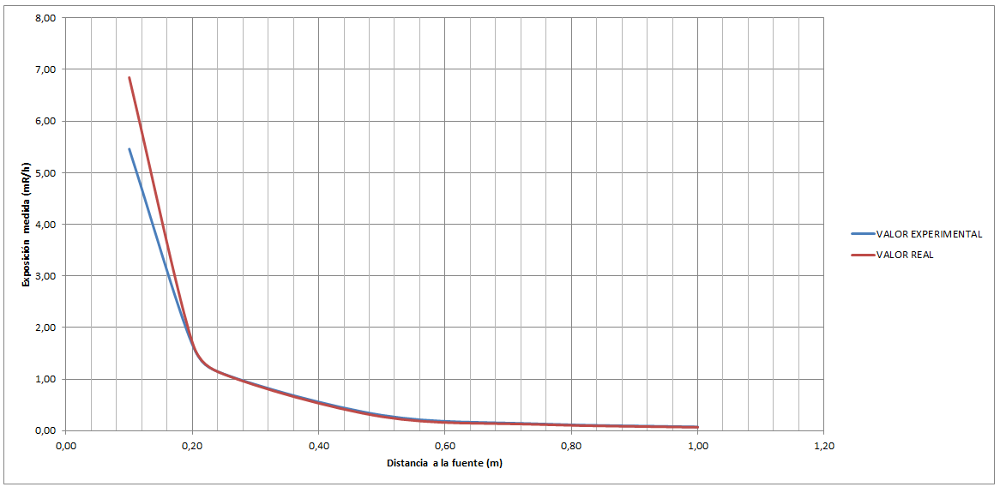 8,00
7,00
6,00
5,00
4,00
3,00
2,00
1,00
0,00
Exposición medida (mR/h)
0,00 0,20 0,40 0,60 0,80 1,00 1,20
Distancia a la fuente (m)
VALOR EXPERIMENTAL
VALOR REAL